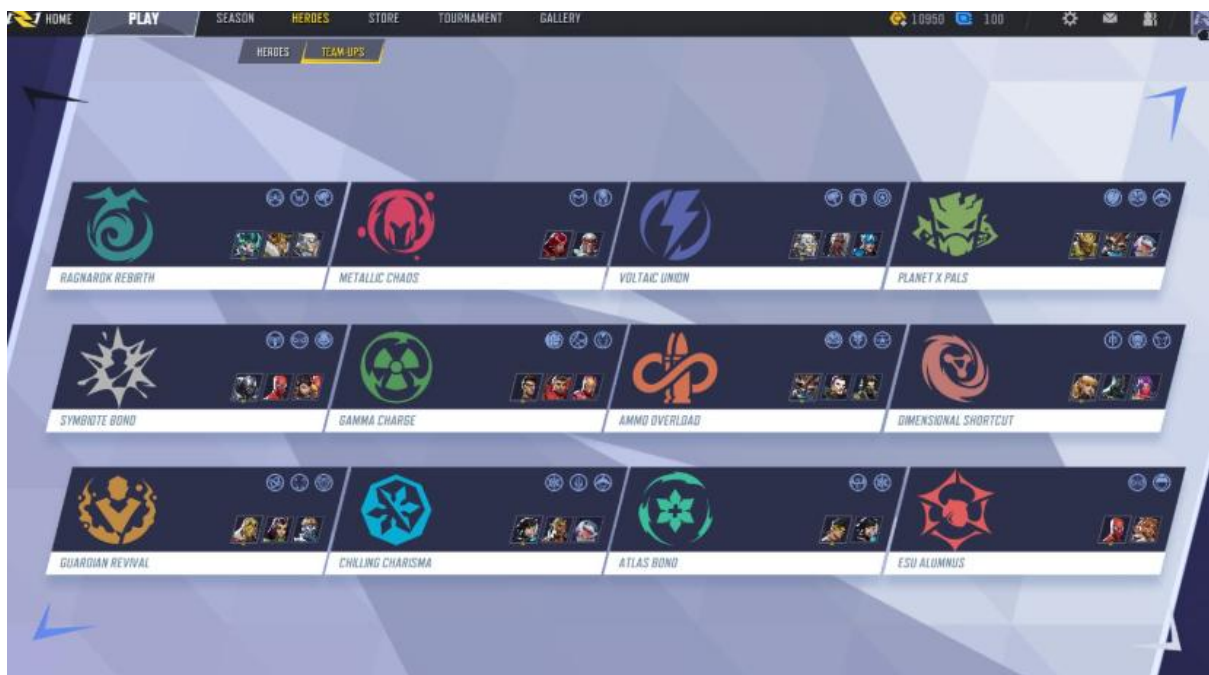 HOME PLAY SEASON HEROES STORE TOURNAMENT GALLERY 10950 100
HEROES TEAM-UPS
RAGNAROK REBIRTH METALLIC CHAOS VOLTAIC UNION PLANET X PALS
SYMBIOTE BOND GAMMA CHARGE AMMO OVERLOAD DIMENSIONAL SHORTCUT
GUARDIAN REVIVAL CHILLING CHARISMA ATLAS BOND ESU ALUMNUS